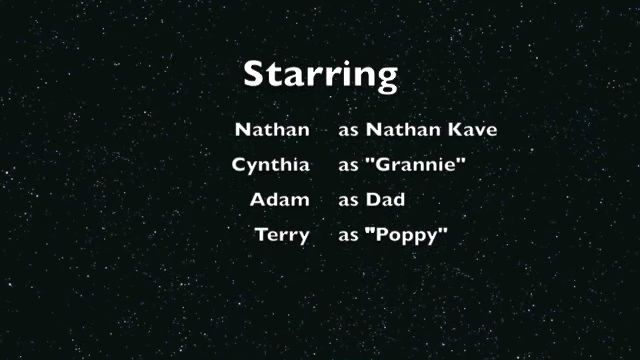 Starring
Nathan as Nathan Kave
Cynthia as "Grannie"
Adam as Dad
Terry as "Poppy"